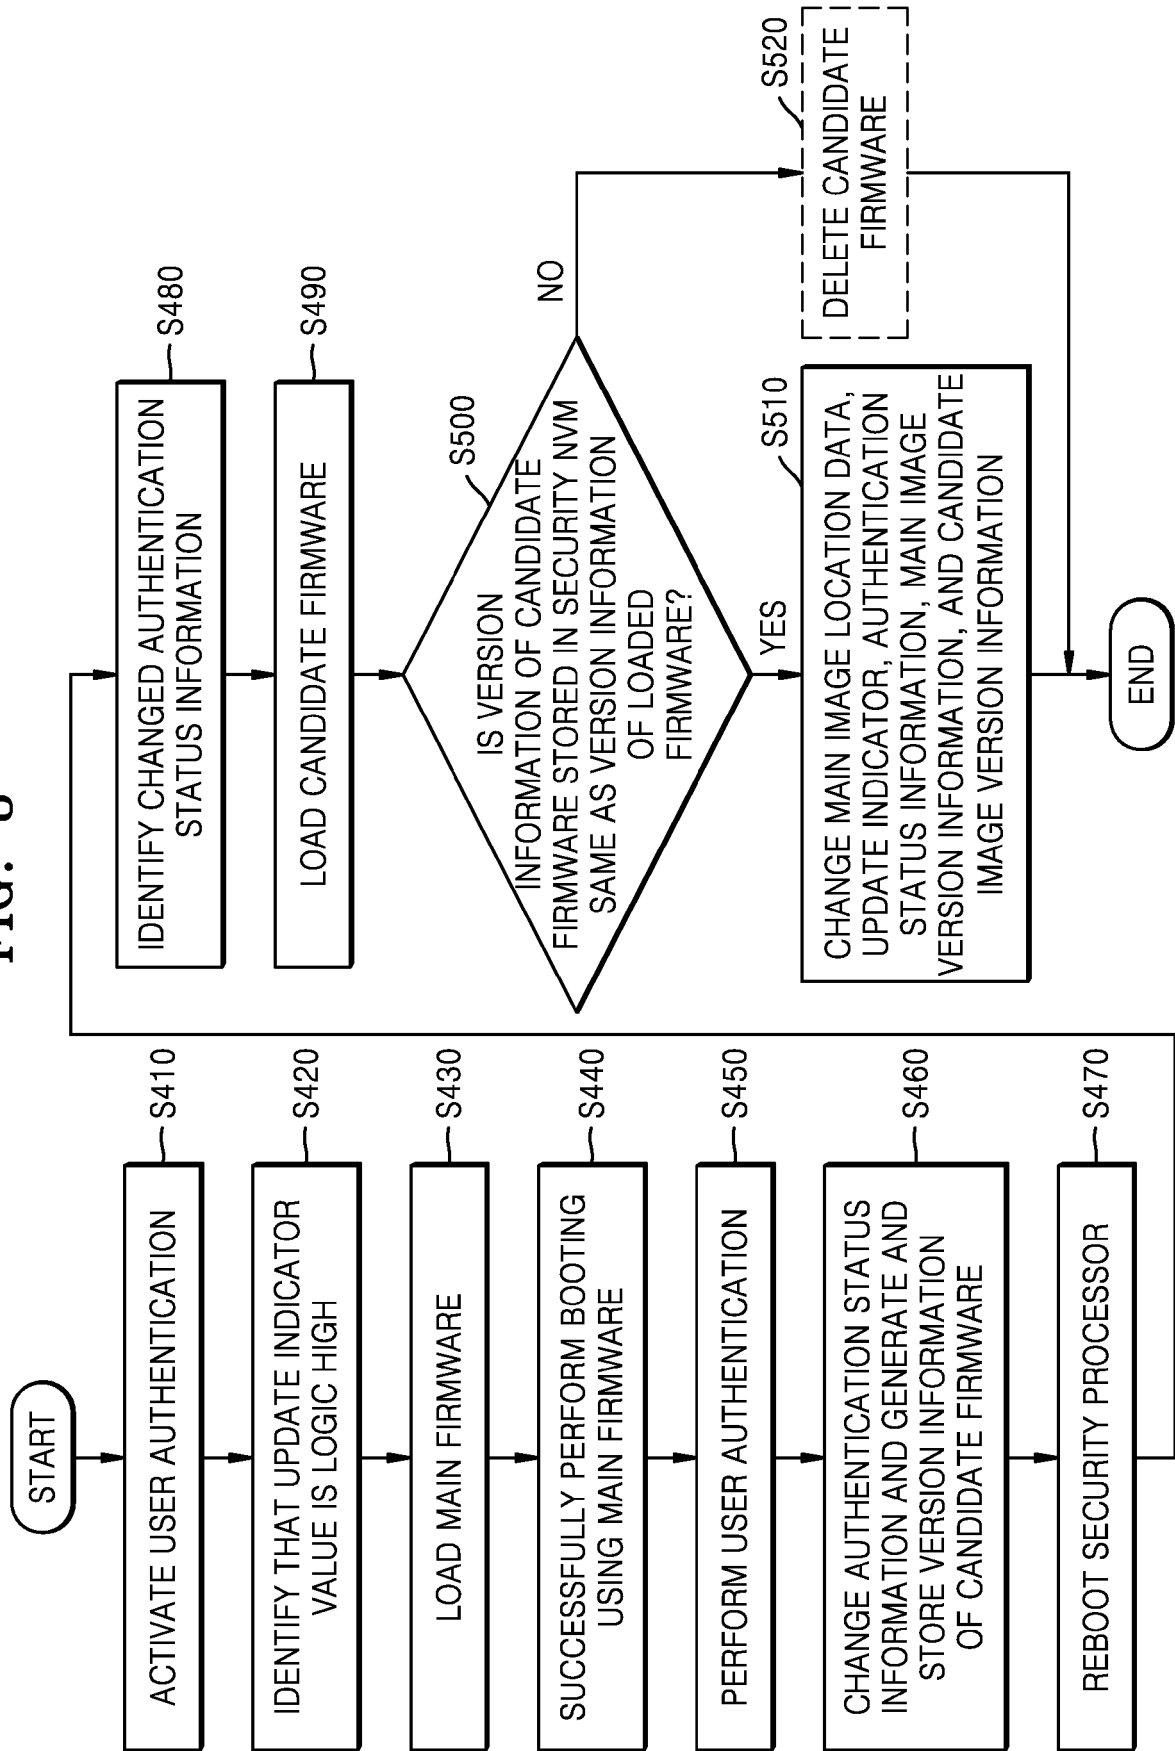 FIG. 8
START
ACTIVATE USER AUTHENTICATION
S410
IDENTIFY THAT UPDATE INDICATOR
VALUE IS LOGIC HIGH
S420
LOAD MAIN FIRMWARE
S430
SUCCESSFULLY PERFORM BOOTING
USING MAIN FIRMWARE
S440
PERFORM USER AUTHENTICATION
S450
CHANGE AUTHENTICATION STATUS
INFORMATION AND GENERATE AND
STORE VERSION INFORMATION
OF CANDIDATE FIRMWARE
S460
REBOOT SECURITY PROCESSOR
S470
IDENTIFY CHANGED AUTHENTICATION
STATUS INFORMATION
S480
LOAD CANDIDATE FIRMWARE
S490
IS VERSION
INFORMATION OF CANDIDATE
FIRMWARE STORED IN SECURITY NVM
SAME AS VERSION INFORMATION
OF LOADED
FIRMWARE?
S500
NO
YES
CHANGE MAIN IMAGE LOCATION DATA,
UPDATE INDICATOR, AUTHENTICATION
STATUS INFORMATION, MAIN IMAGE
VERSION INFORMATION, AND CANDIDATE
IMAGE VERSION INFORMATION
S510
DELETE CANDIDATE
FIRMWARE
S520
END